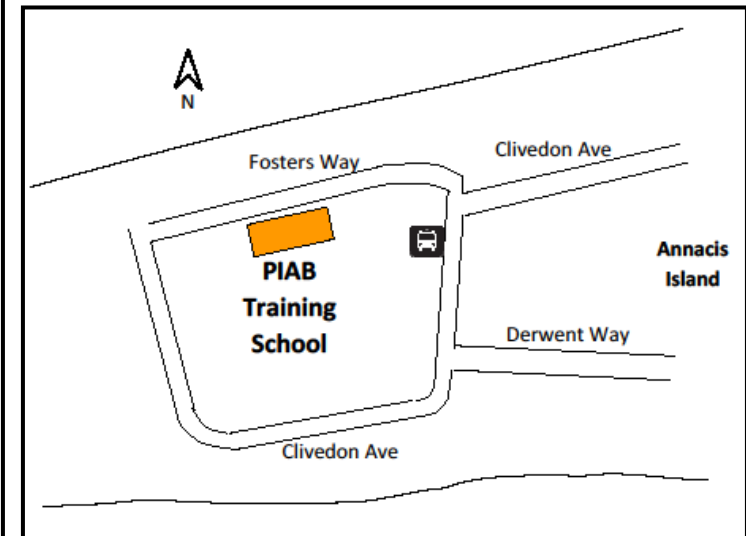 N
Fosters Way
Clivedon Ave
PIAB
Training
School
Annacis
Island
Derwent Way
Clivedon Ave